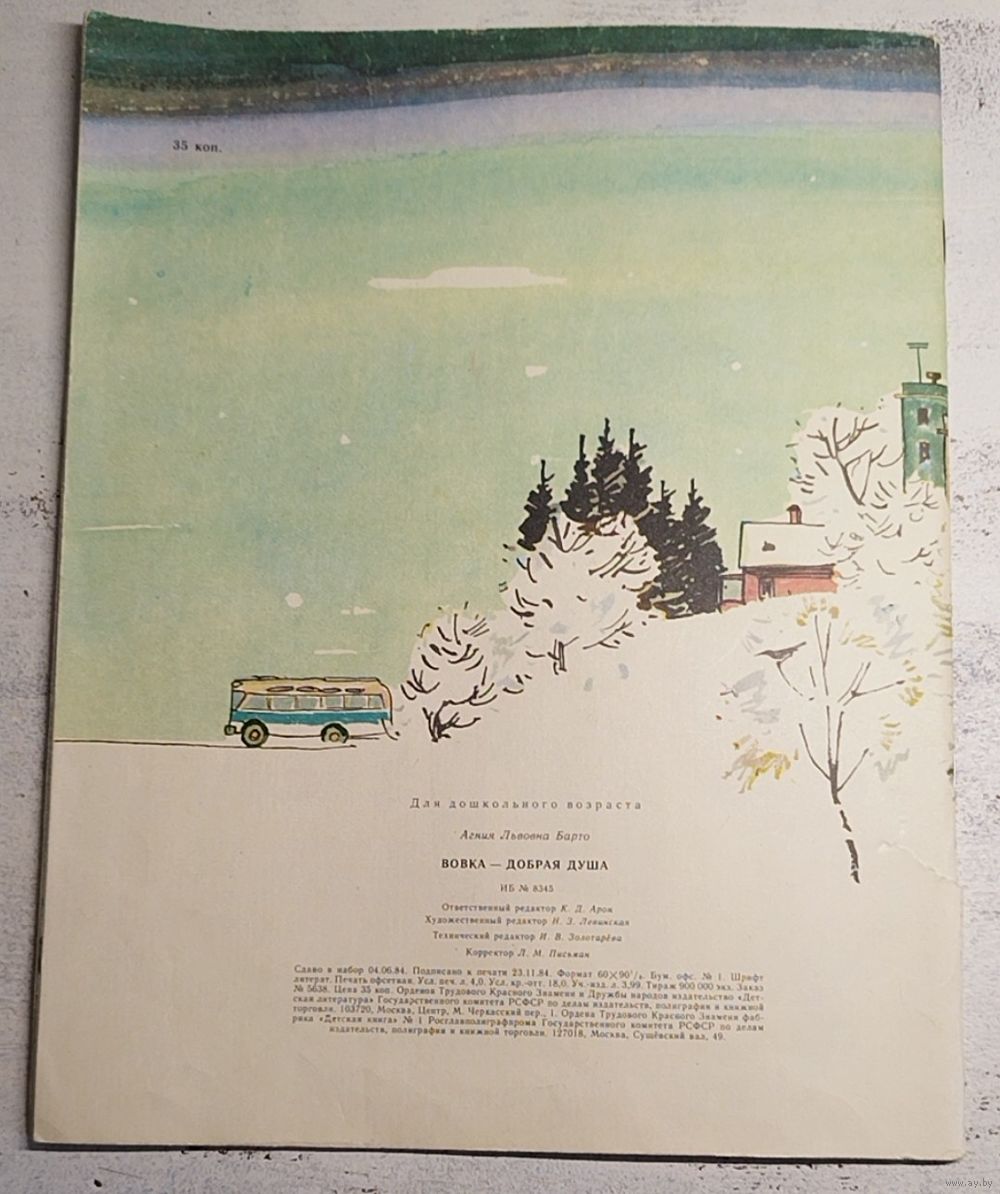 35 коп.
Для дошкольного возраста
Агния Львовна Барто
ВОВКА — ДОБРАЯ ДУША
ИБ № 8345
Ответственный редактор К. Д. Арон
Художественный редактор Н. З. Левинская
Технический редактор И. В. Золотарёва
Корректор Л. М. Письман
Сдано в набор 04.06.84. Подписано к печати 23.11.84. Формат 60×90¹/₈. Бум. офс. № 1. Шрифт
литерат. Печать офсетная. Усл. печ. л. 4,0. Усл. кр.-отт. 18,0. Уч.-изд. л. 3,99. Тираж 900 000 экз. Заказ
№ 5638. Цена 35 коп. Орденов Трудового Красного Знамени и Дружбы народов издательство «Дет-
ская литература» Государственного комитета РСФСР по делам издательств, полиграфии и книжной
торговли. 103720, Москва, Центр, М. Черкасский пер., 1. Ордена Трудового Красного Знамени фаб-
рика «Детская книга» № 1 Росглавполиграфпрома Государственного комитета РСФСР по делам
издательств, полиграфии и книжной торговли. 127018, Москва, Сущёвский вал, 49.
www.ay.by